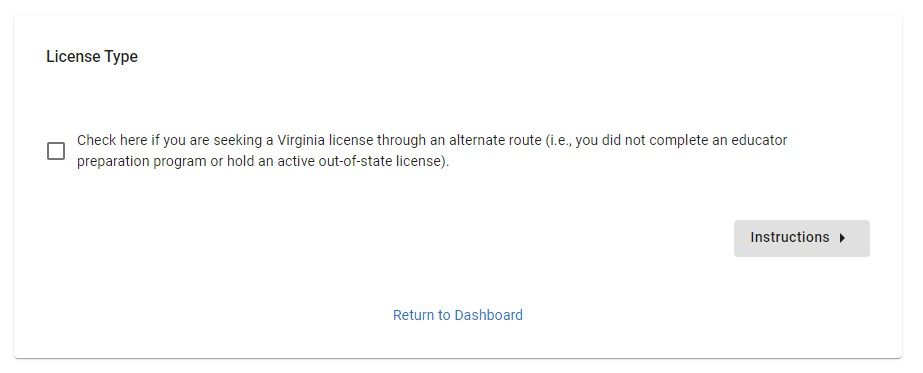 License Type
Check here if you are seeking a Virginia license through an alternate route (i.e., you did not complete an educator
preparation program or hold an active out-of-state license).
Instructions
Return to Dashboard